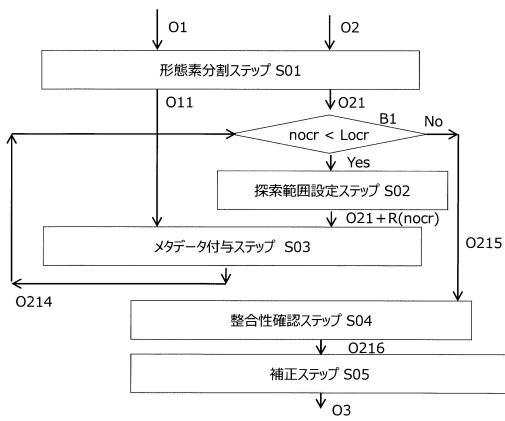 O1
O2
形態素分割ステップ S01
O11
O21
B1
nocr < Locr
No
Yes
探索範囲設定ステップ S02
O21+R(nocr)
メタデータ付与ステップ S03
O215
O214
整合性確認ステップ S04
O216
補正ステップ S05
O3